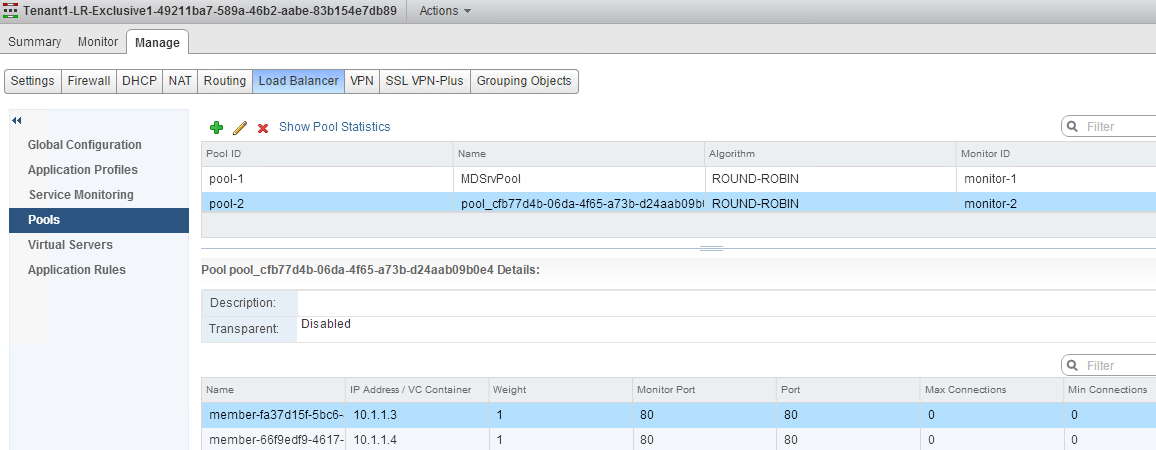 Tenant1-LR-Exclusive1-49211ba7-589a-46b2-aabe-83b154e7db89 Actions
Summary Monitor Manage
Settings Firewall DHCP NAT Routing Load Balancer VPN SSL VPN-Plus Grouping Objects
Global Configuration
Application Profiles
Service Monitoring
Pools
Virtual Servers
Application Rules
Show Pool Statistics Filter
Pool ID Name Algorithm Monitor ID
pool-1 MDSrvPool ROUND-ROBIN monitor-1
pool-2 pool_cfb77d4b-06da-4f65-a73b-d24aab09b0 ROUND-ROBIN monitor-2
Pool pool_cfb77d4b-06da-4f65-a73b-d24aab09b0e4 Details:
Description:
Transparent: Disabled
Filter
Name IP Address / VC Container Weight Monitor Port Port Max Connections Min Connections
member-fa37d15f-5bc6- 10.1.1.3 1 80 80 0 0
member-66f9edf9-4617- 10.1.1.4 1 80 80 0 0